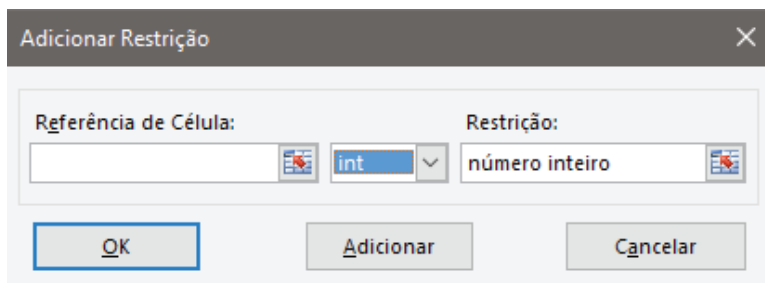 Adicionar Restrição
Referência de Célula:
Restrição:
int
número inteiro
OK
Adicionar
Cancelar